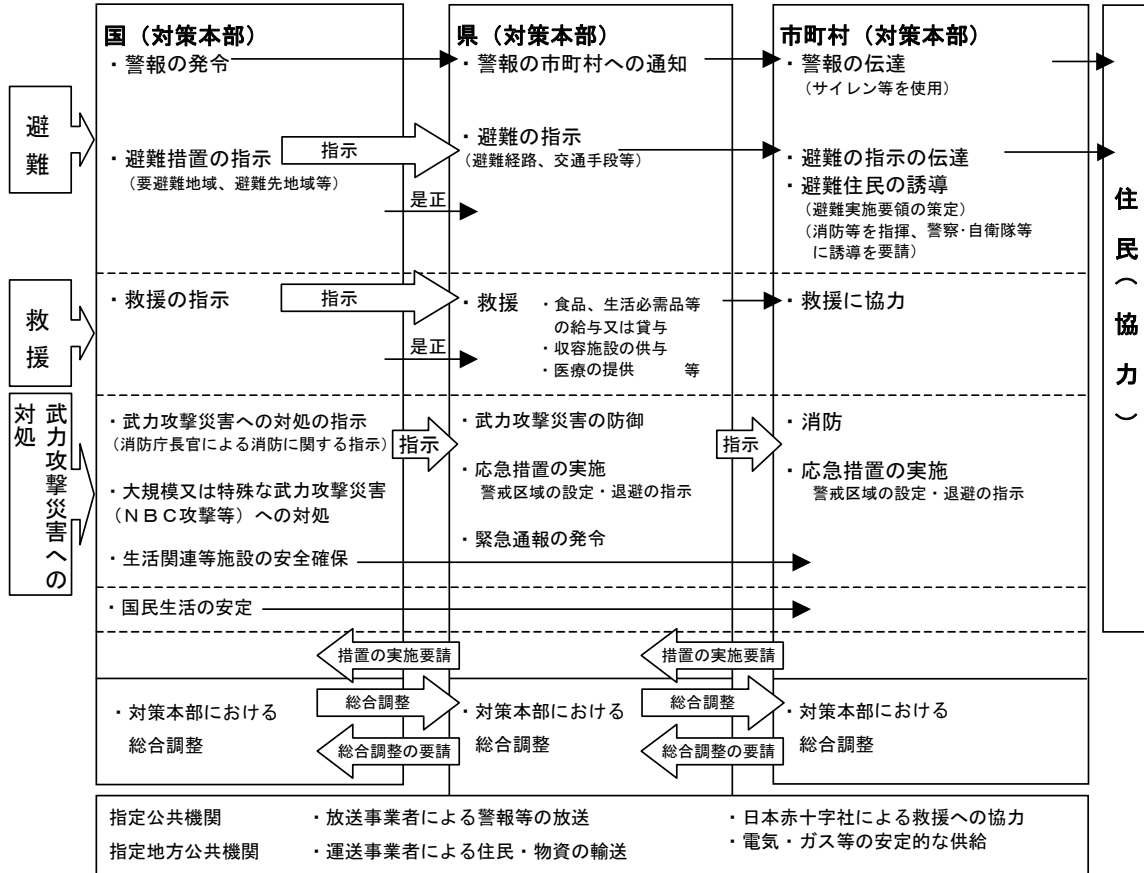 国（対策本部）
県（対策本部）
市町村（対策本部）
避難
・警報の発令
・警報の市町村への通知
・警報の伝達
（サイレン等を使用）
・避難措置の指示
（要避難地域、避難先地域等）
指示
・避難の指示
（避難経路、交通手段等）
是正
・避難の指示の伝達
・避難住民の誘導
（避難実施要領の策定）
（消防等を指揮、警察・自衛隊等
に誘導を要請）
救援
・救援の指示
指示
・救援
・食品、生活必需品等
の給与又は貸与
・収容施設の供与
・医療の提供　等
是正
・救援に協力
武力攻撃災害への
対処
・武力攻撃災害への対処の指示
（消防庁長官による消防に関する指示）
指示
・大規模又は特殊な武力攻撃災害
（ＮＢＣ攻撃等）への対処
・生活関連等施設の安全確保
・武力攻撃災害の防御
・応急措置の実施
警戒区域の設定・退避の指示
・緊急通報の発令
指示
・消防
・応急措置の実施
警戒区域の設定・退避の指示
・国民生活の安定
措置の実施要請
措置の実施要請
・対策本部における
総合調整
総合調整
総合調整の要請
・対策本部における
総合調整
総合調整
総合調整の要請
・対策本部における
総合調整
住民（協力）
指定公共機関
指定地方公共機関
・放送事業者による警報等の放送
・運送事業者による住民・物資の輸送
・日本赤十字社による救援への協力
・電気・ガス等の安定的な供給